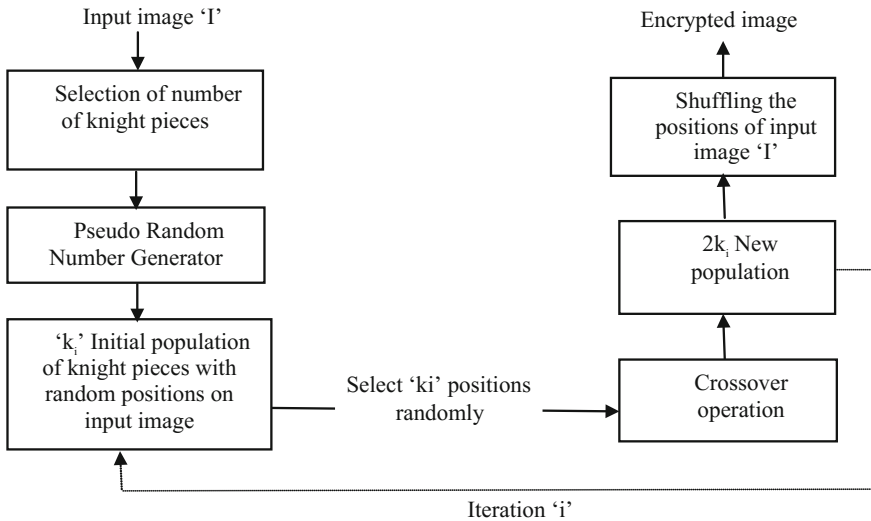 Input image ‘I’
Selection of number
of knight pieces
Pseudo Random
Number Generator
‘kᵢ’ Initial population
of knight pieces with
random positions on
input image
Select ‘ki’ positions
randomly
Crossover
operation
2kᵢ New
population
Shuffling the
positions of input
image ‘I’
Encrypted image
Iteration ‘i’